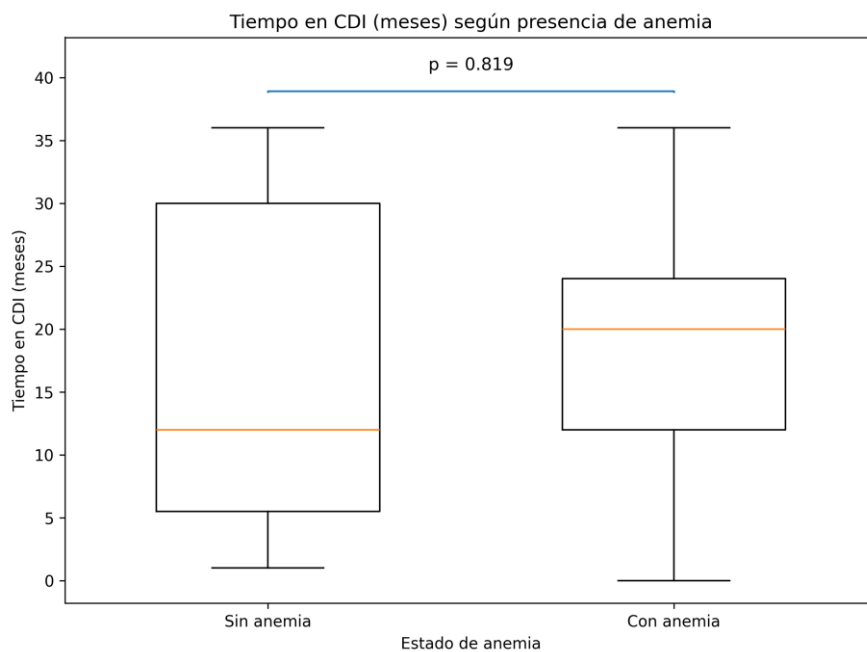 Tiempo en CDI (meses) según presencia de anemia
p = 0.819
40
35
30
25
20
15
10
5
0
Tiempo en CDI (meses)
Sin anemia
Con anemia
Estado de anemia